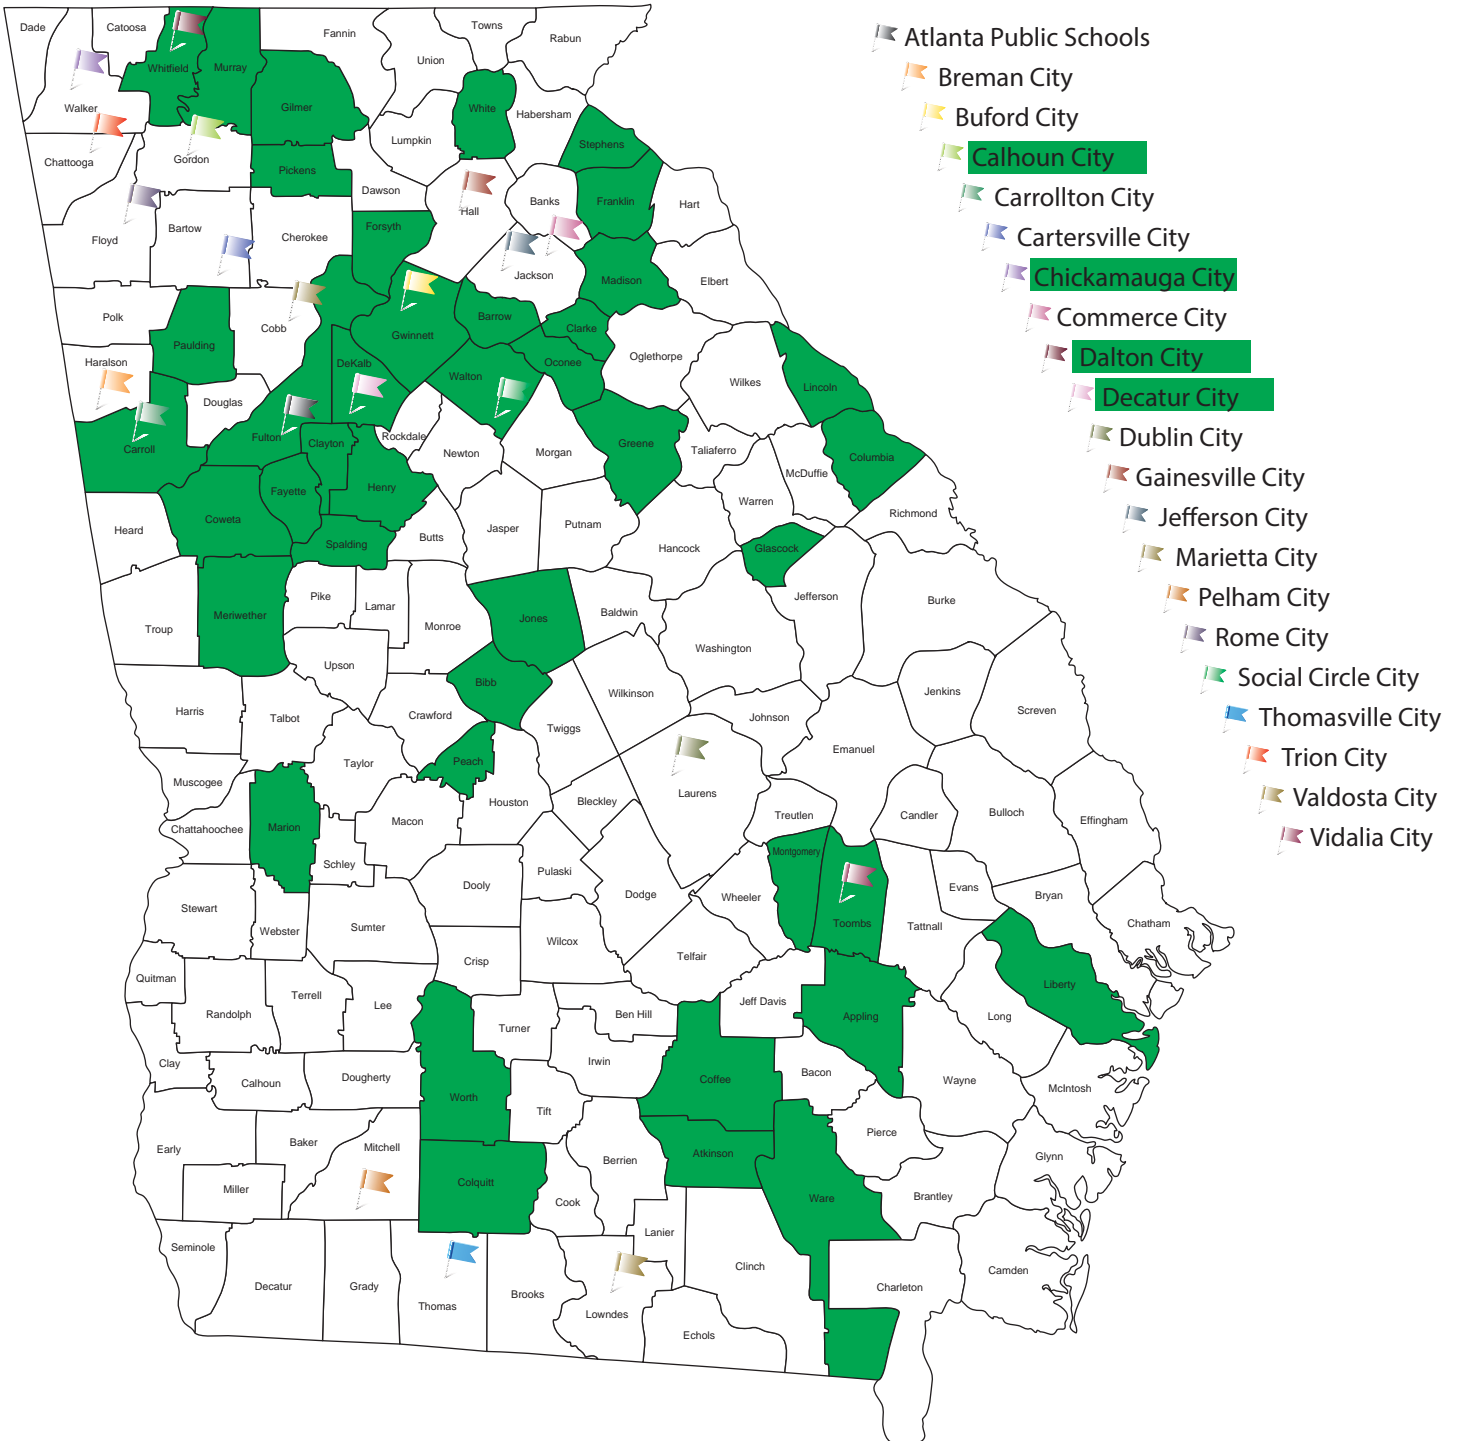 Atlanta Public Schools
Breman City
Buford City
Calhoun City
Carrollton City
Cartersville City
Chickamauga City
Commerce City
Dalton City
Decatur City
Dublin City
Gainesville City
Jefferson City
Marietta City
Pelham City
Rome City
Social Circle City
Thomasville City
Trion City
Valdosta City
Vidalia City
Dade
Catoosa
Fannin
Towns
Rabun
Union
Whitfield
Murray
Gilmer
White
Habersham
Walker
Lumpkin
Stephens
Chattooga
Gordon
Pickens
Dawson
Hall
Banks
Franklin
Hart
Floyd
Bartow
Cherokee
Forsyth
Jackson
Madison
Elbert
Polk
Cobb
Barrow
Clarke
Paulding
Gwinnett
Haralson
DeKalb
Walton
Oconee
Oglethorpe
Wilkes
Lincoln
Douglas
Carroll
Fulton
Clayton
Rockdale
Newton
Morgan
Greene
Taliaferro
McDuffie
Columbia
Fayette
Henry
Warren
Richmond
Heard
Coweta
Spalding
Butts
Jasper
Putnam
Hancock
Glascock
Troup
Meriwether
Pike
Lamar
Monroe
Jones
Baldwin
Jefferson
Burke
Upson
Bibb
Washington
Harris
Talbot
Crawford
Wilkinson
Jenkins
Screven
Twiggs
Johnson
Emanuel
Muscogee
Taylor
Peach
Houston
Bleckley
Laurens
Treutlen
Candler
Bulloch
Effingham
Chattahoochee
Marion
Macon
Schley
Dooly
Pulaski
Dodge
Wheeler
Montgomery
Toombs
Tattnall
Evans
Bryan
Chatham
Stewart
Webster
Sumter
Crisp
Wilcox
Telfair
Quitman
Terrell
Lee
Randolph
Turner
Ben Hill
Jeff Davis
Appling
Long
Liberty
Clay
Calhoun
Dougherty
Worth
Irwin
Coffee
Bacon
Wayne
McIntosh
Tift
Early
Baker
Mitchell
Berrien
Atkinson
Pierce
Glynn
Miller
Colquitt
Cook
Ware
Brantley
Seminole
Lanier
Decatur
Grady
Thomas
Brooks
Lowndes
Clinch
Charleton
Camden
Echols